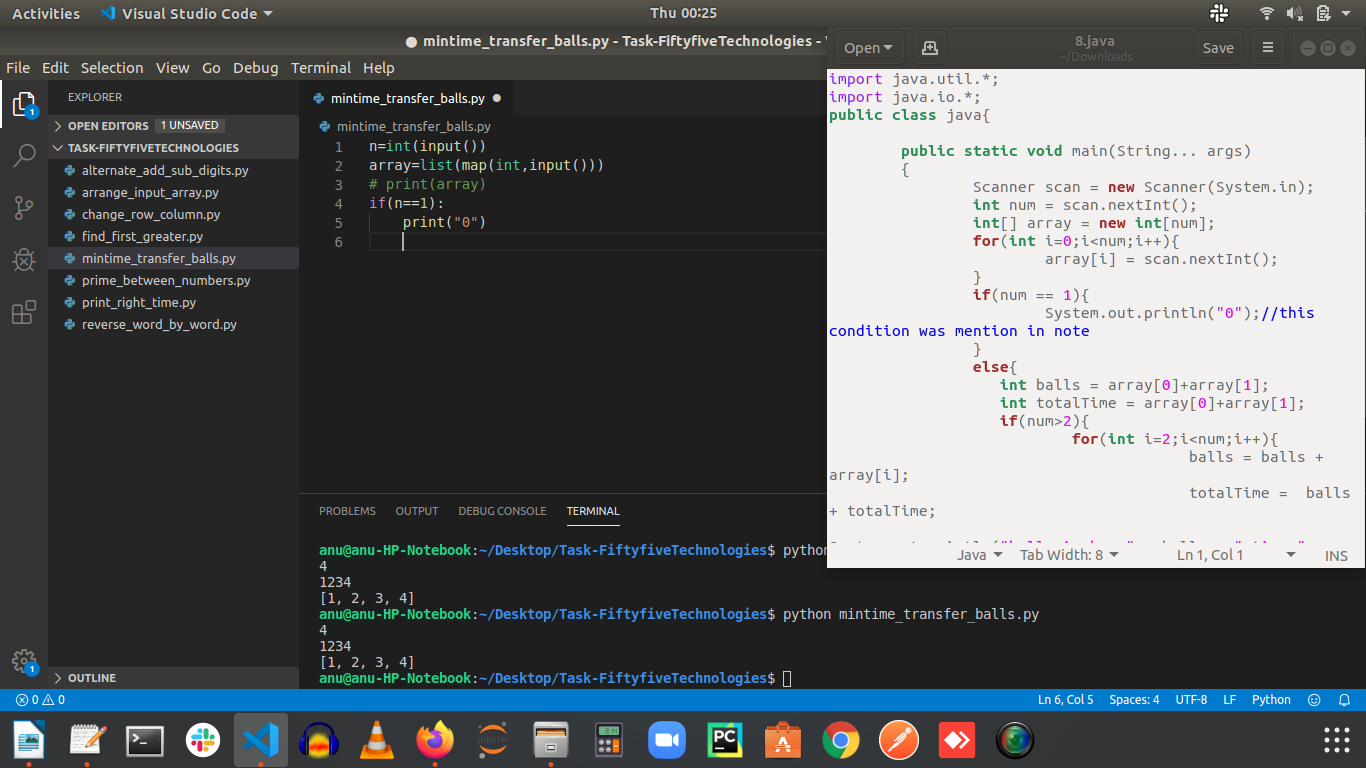 Activities Visual Studio Code Thu 00:25
● mintime_transfer_balls.py - Task-FiftyfiveTechnologies -
File Edit Selection View Go Debug Terminal Help
EXPLORER
OPEN EDITORS 1 UNSAVED
TASK-FIFTYFIVETECHNOLOGIES
alternate_add_sub_digits.py
arrange_input_array.py
change_row_column.py
find_first_greater.py
mintime_transfer_balls.py
prime_between_numbers.py
print_right_time.py
reverse_word_by_word.py
OUTLINE
1
1
mintime_transfer_balls.py ●
mintime_transfer_balls.py
1 n=int(input())
2 array=list(map(int,input()))
3 # print(array)
4 if(n==1):
5 print("0")
6
PROBLEMS OUTPUT DEBUG CONSOLE TERMINAL
anu@anu-HP-Notebook:~/Desktop/Task-FiftyfiveTechnologies$ python
4
1234
[1, 2, 3, 4]
anu@anu-HP-Notebook:~/Desktop/Task-FiftyfiveTechnologies$ python mintime_transfer_balls.py
4
1234
[1, 2, 3, 4]
anu@anu-HP-Notebook:~/Desktop/Task-FiftyfiveTechnologies$
Open 8.java Save
~/Downloads
import java.util.*;
import java.io.*;
public class java{
public static void main(String... args)
{
Scanner scan = new Scanner(System.in);
int num = scan.nextInt();
int[] array = new int[num];
for(int i=0;i<num;i++){
array[i] = scan.nextInt();
}
if(num == 1){
System.out.println("0");//this
condition was mention in note
}
else{
int balls = array[0]+array[1];
int totalTime = array[0]+array[1];
if(num>2){
for(int i=2;i<num;i++){
balls = balls +
array[i];
totalTime = balls
+ totalTime;
Java Tab Width: 8 Ln 1, Col 1 INS
0 0 Ln 6, Col 5 Spaces: 4 UTF-8 LF Python
PC